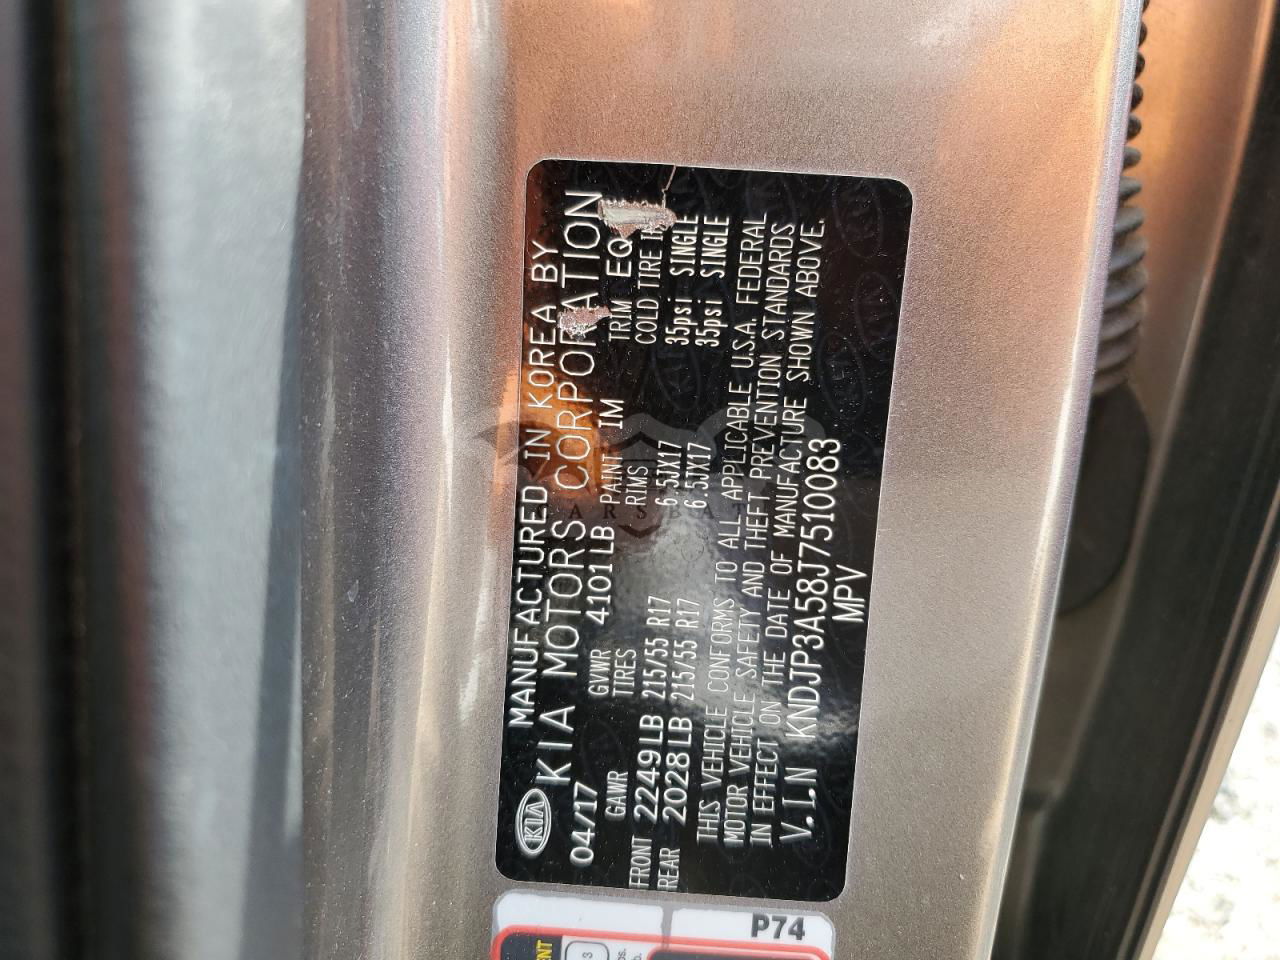 KIA MANUFACTURED IN KOREA BY
KIA MOTORS CORPORATION
04/17 GVWR 4101LB PAINT IM TRIM EQ
GAWR TIRES RIMS COLD TIRE
FRONT 2249LB 215/55 R17 6.5JX17 35psi SINGLE
REAR 2028LB 215/55 R17 6.5JX17 35psi SINGLE
THIS VEHICLE CONFORMS TO ALL APPLICABLE U.S.A. FEDERAL
MOTOR VEHICLE SAFETY AND THEFT PREVENTION STANDARDS
IN EFFECT ON THE DATE OF MANUFACTURE SHOWN ABOVE.
V.I.N KNDJP3A58J7510083
MPV
P74